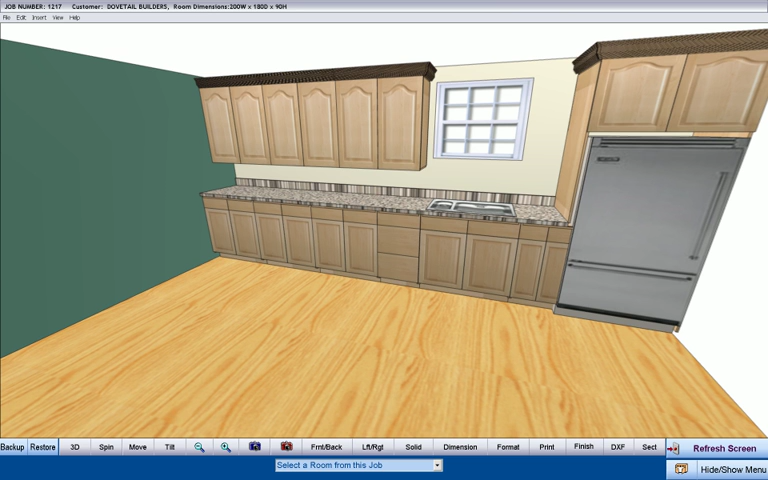 JOB NUMBER: 1217 Customer: DOVETAIL BUILDERS, Room Dimensions:200W x 180D x 90H
File Edit Insert View Help
Backup Restore 3D Spin Move Tilt Frnt/Back Lft/Rgt Solid Dimension Format Print Finish DXF Sect Refresh Screen
Select a Room from this Job Hide/Show Menu